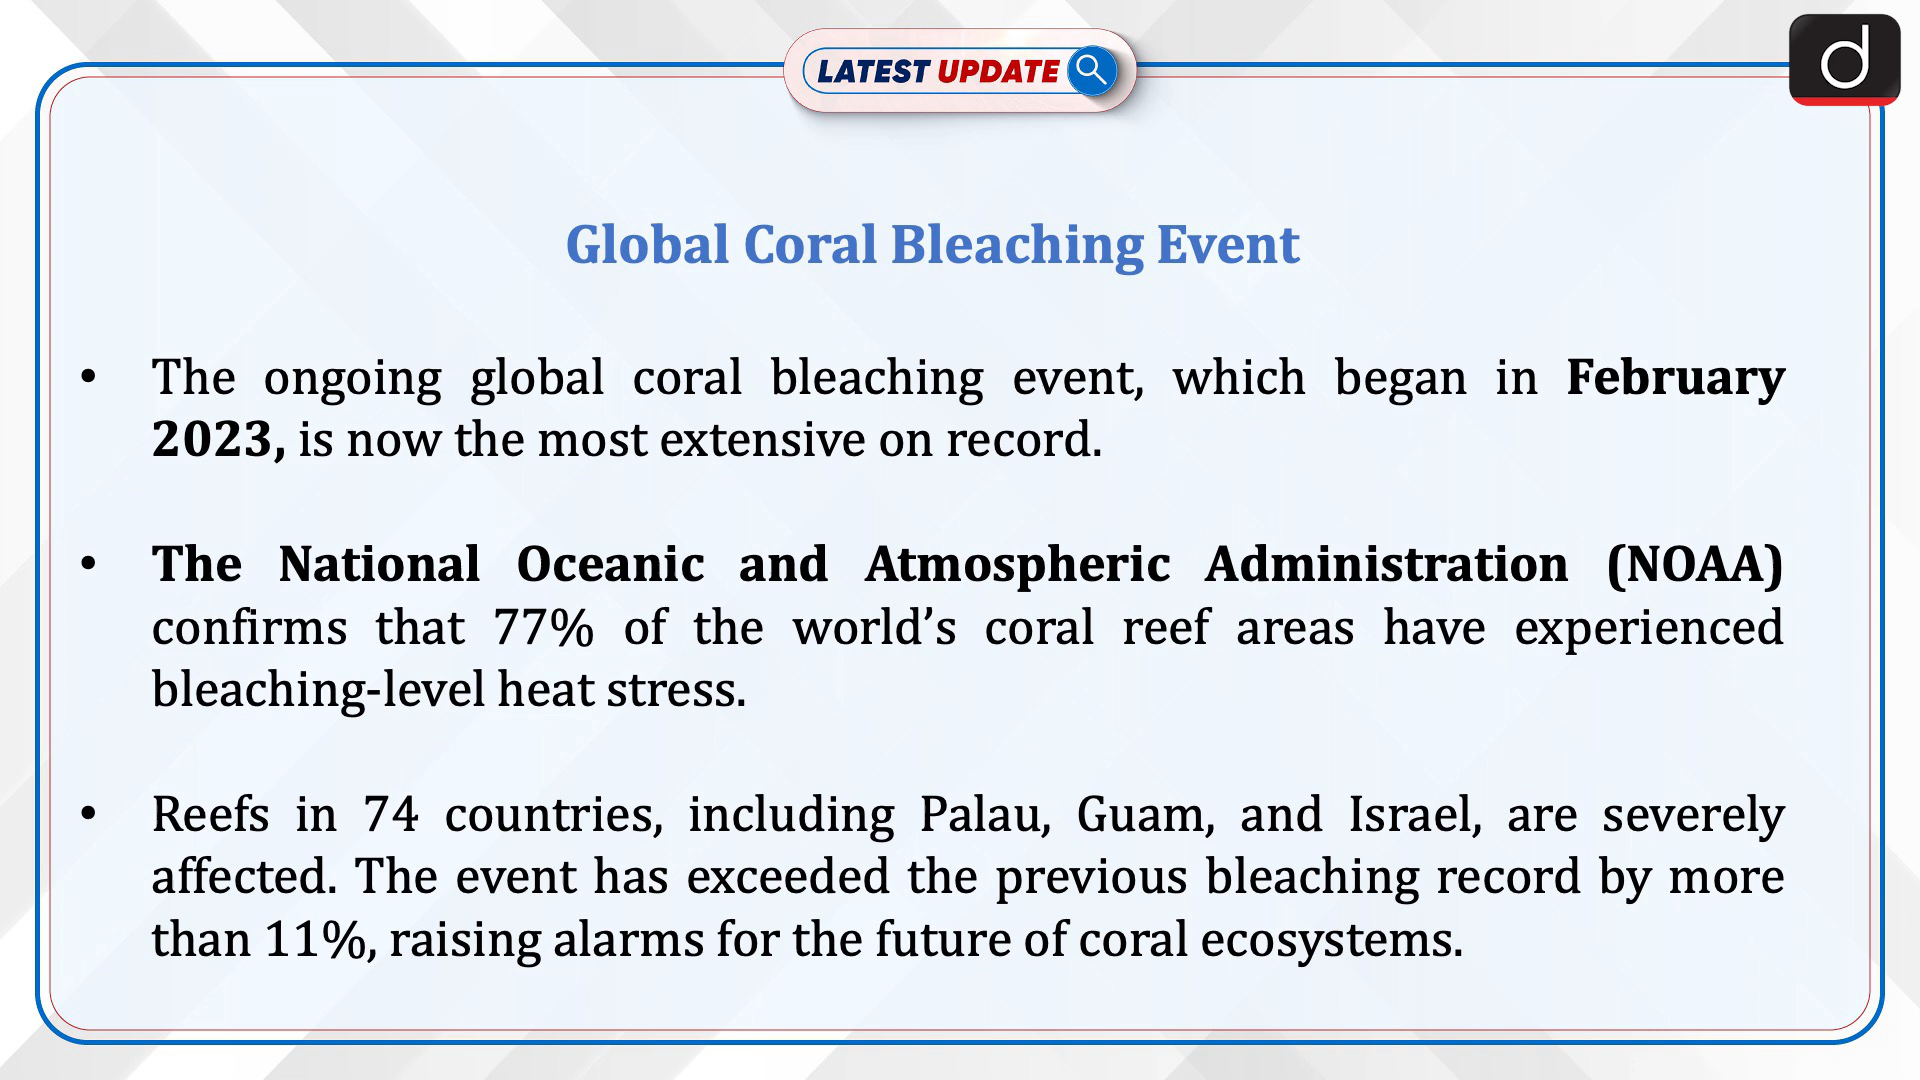 LATEST UPDATE
d
Global Coral Bleaching Event
• The ongoing global coral bleaching event, which began in February
2023, is now the most extensive on record.
• The National Oceanic and Atmospheric Administration (NOAA)
confirms that 77% of the world’s coral reef areas have experienced
bleaching-level heat stress.
• Reefs in 74 countries, including Palau, Guam, and Israel, are severely
affected. The event has exceeded the previous bleaching record by more
than 11%, raising alarms for the future of coral ecosystems.